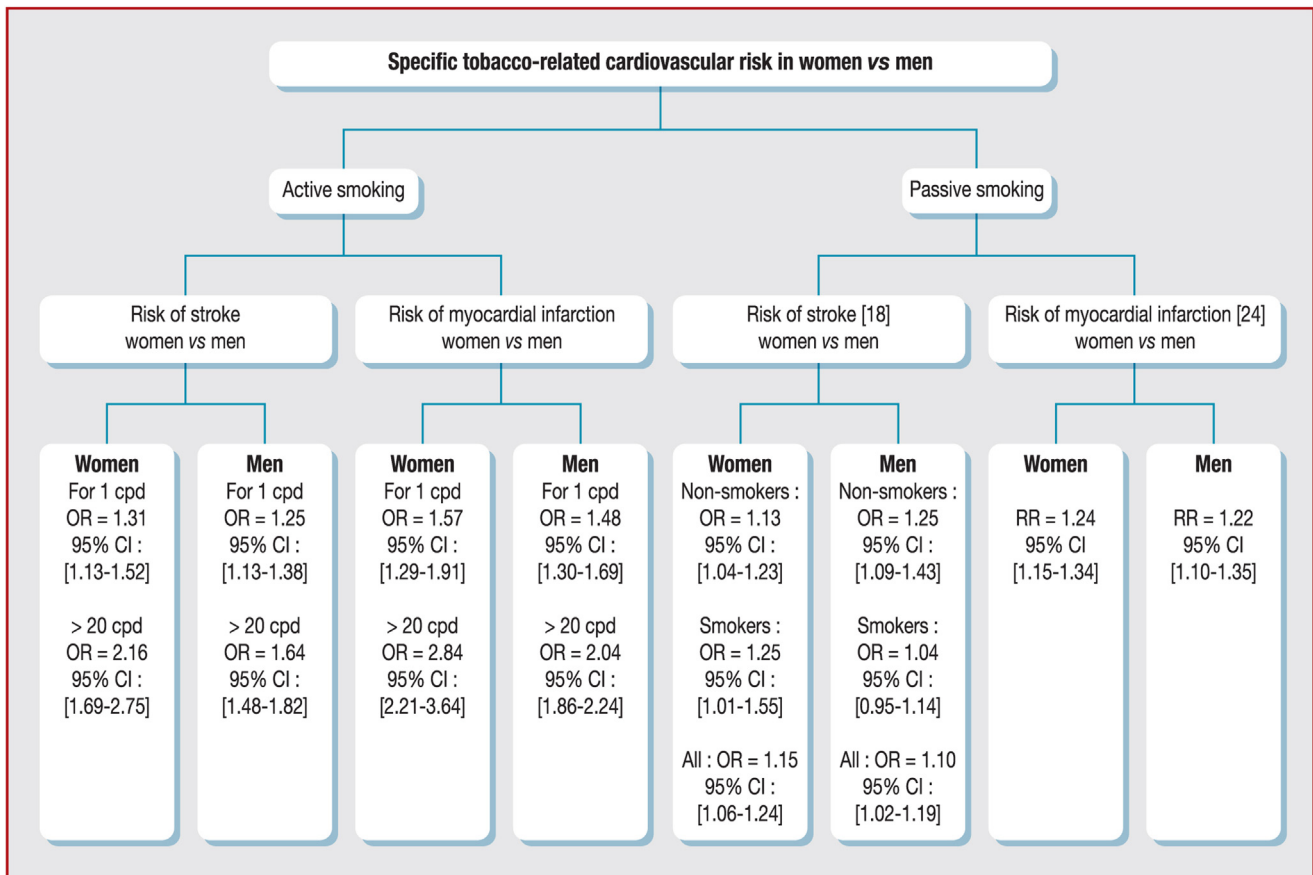 Specific tobacco-related cardiovascular risk in women vs men
Active smoking
Passive smoking
Risk of stroke
women vs men
Risk of myocardial infarction
women vs men
Risk of stroke [18]
women vs men
Risk of myocardial infarction [24]
women vs men
Women
For 1 cpd
OR = 1.31
95% CI :
[1.13-1.52]
> 20 cpd
OR = 2.16
95% CI :
[1.69-2.75]
Men
For 1 cpd
OR = 1.25
95% CI :
[1.13-1.38]
> 20 cpd
OR = 1.64
95% CI :
[1.48-1.82]
Women
For 1 cpd
OR = 1.57
95% CI :
[1.29-1.91]
> 20 cpd
OR = 2.84
95% CI :
[2.21-3.64]
Men
For 1 cpd
OR = 1.48
95% CI :
[1.30-1.69]
> 20 cpd
OR = 2.04
95% CI :
[1.86-2.24]
Women
Non-smokers :
OR = 1.13
95% CI :
[1.04-1.23]
Smokers :
OR = 1.25
95% CI :
[1.01-1.55]
All : OR = 1.15
95% CI :
[1.06-1.24]
Men
Non-smokers :
OR = 1.25
95% CI :
[1.09-1.43]
Smokers :
OR = 1.04
95% CI :
[0.95-1.14]
All : OR = 1.10
95% CI :
[1.02-1.19]
Women
RR = 1.24
95% CI
[1.15-1.34]
Men
RR = 1.22
95% CI
[1.10-1.35]